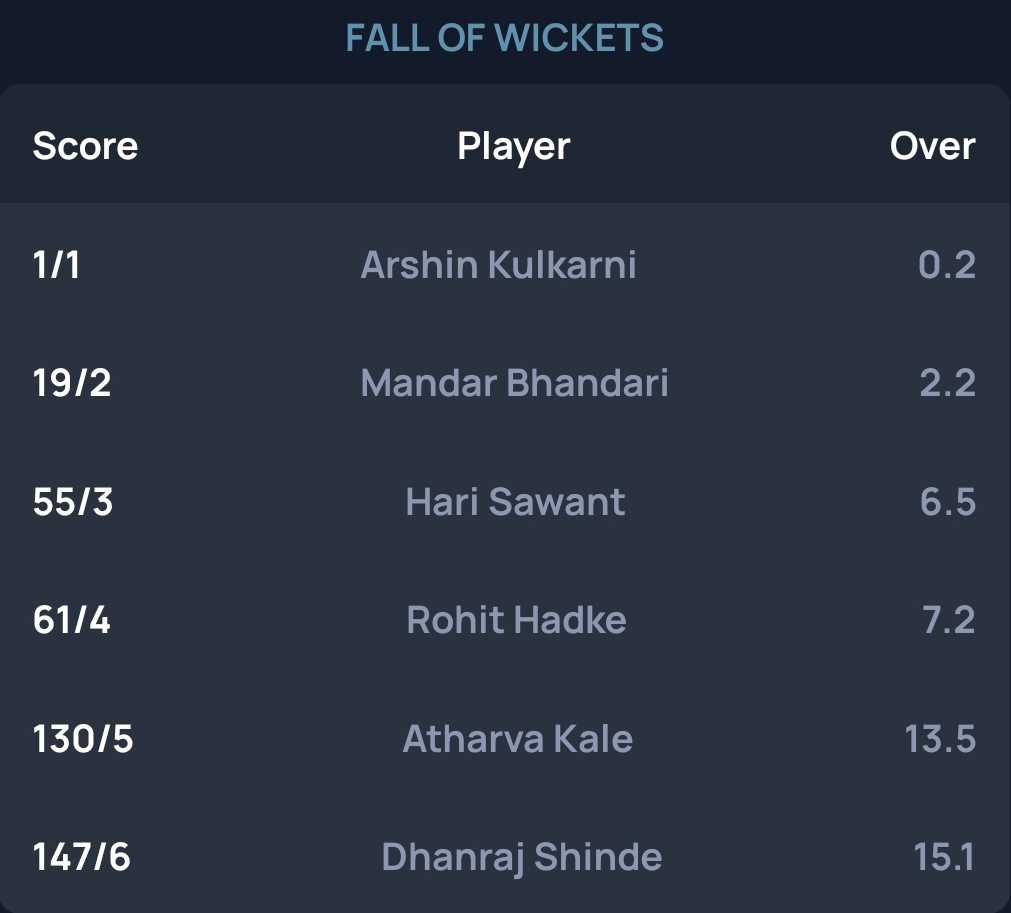 FALL OF WICKETS
Score Player Over
1/1 Arshin Kulkarni 0.2
19/2 Mandar Bhandari 2.2
55/3 Hari Sawant 6.5
61/4 Rohit Hadke 7.2
130/5 Atharva Kale 13.5
147/6 Dhanraj Shinde 15.1